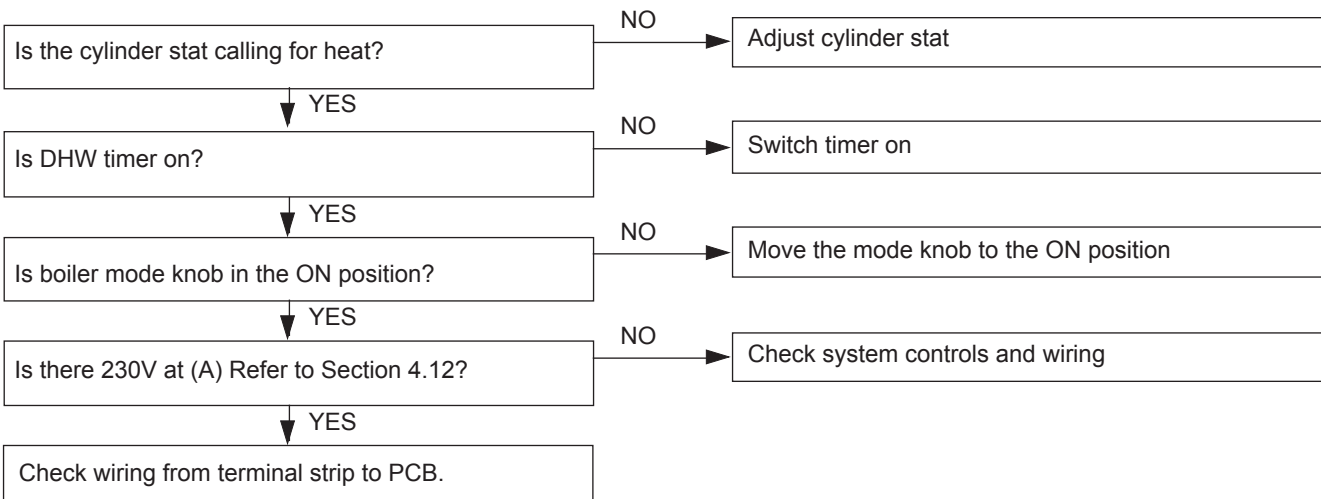 Is the cylinder stat calling for heat?
NO
Adjust cylinder stat
YES
Is DHW timer on?
NO
Switch timer on
YES
Is boiler mode knob in the ON position?
NO
Move the mode knob to the ON position
YES
Is there 230V at (A) Refer to Section 4.12?
NO
Check system controls and wiring
YES
Check wiring from terminal strip to PCB.